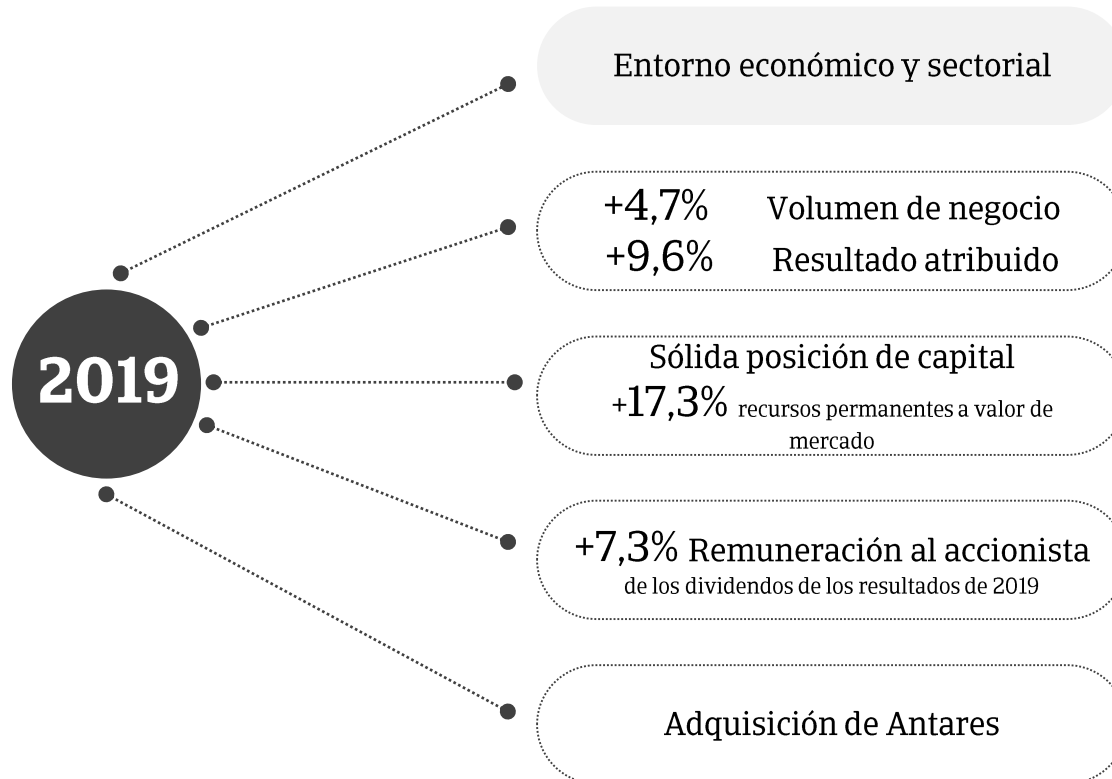 2019
Entorno económico y sectorial
+4,7% Volumen de negocio
+9,6% Resultado atribuido
Sólida posición de capital
+17,3% recursos permanentes a valor de
mercado
+7,3% Remuneración al accionista
de los dividendos de los resultados de 2019
Adquisición de Antares